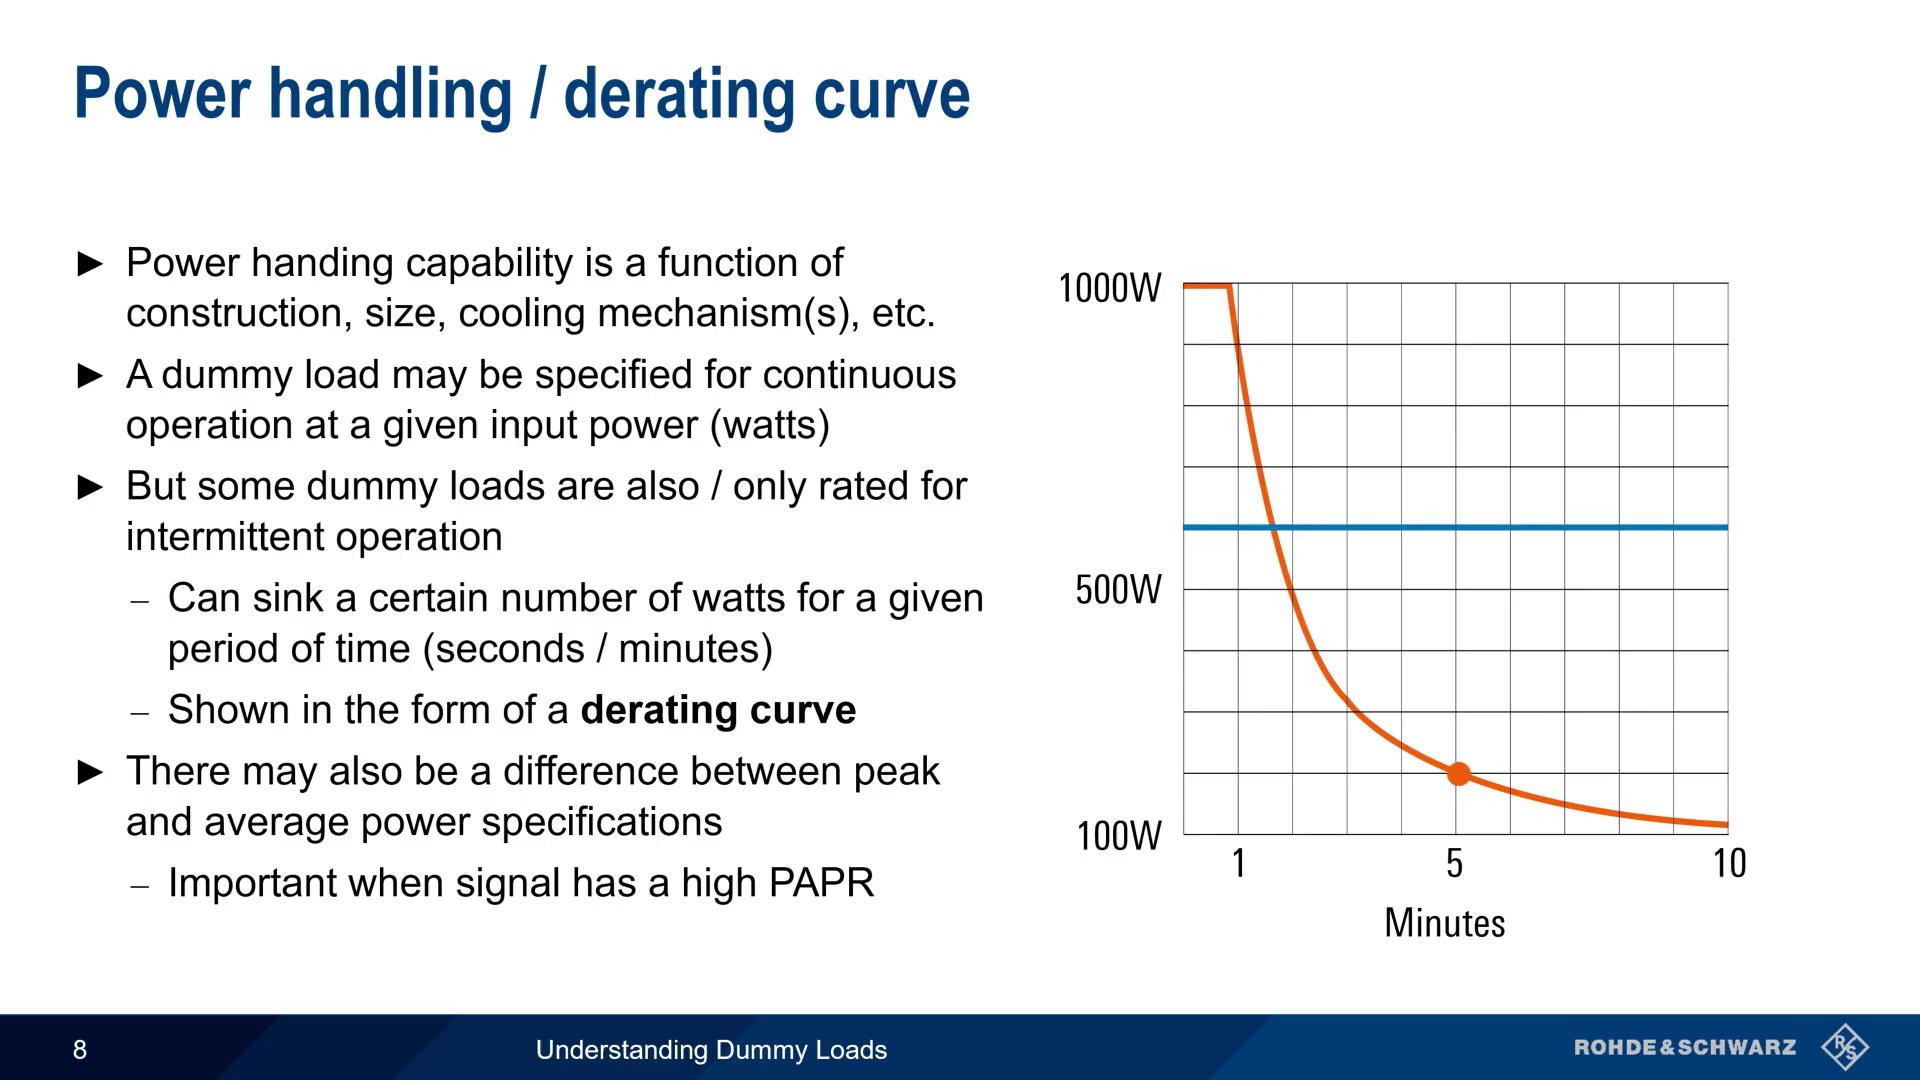 Power handling / derating curve
► Power handing capability is a function of
construction, size, cooling mechanism(s), etc.
► A dummy load may be specified for continuous
operation at a given input power (watts)
► But some dummy loads are also / only rated for
intermittent operation
– Can sink a certain number of watts for a given
period of time (seconds / minutes)
– Shown in the form of a derating curve
► There may also be a difference between peak
and average power specifications
– Important when signal has a high PAPR
1000W
500W
100W
1 5 10
Minutes
8
Understanding Dummy Loads
ROHDE&SCHWARZ
R S